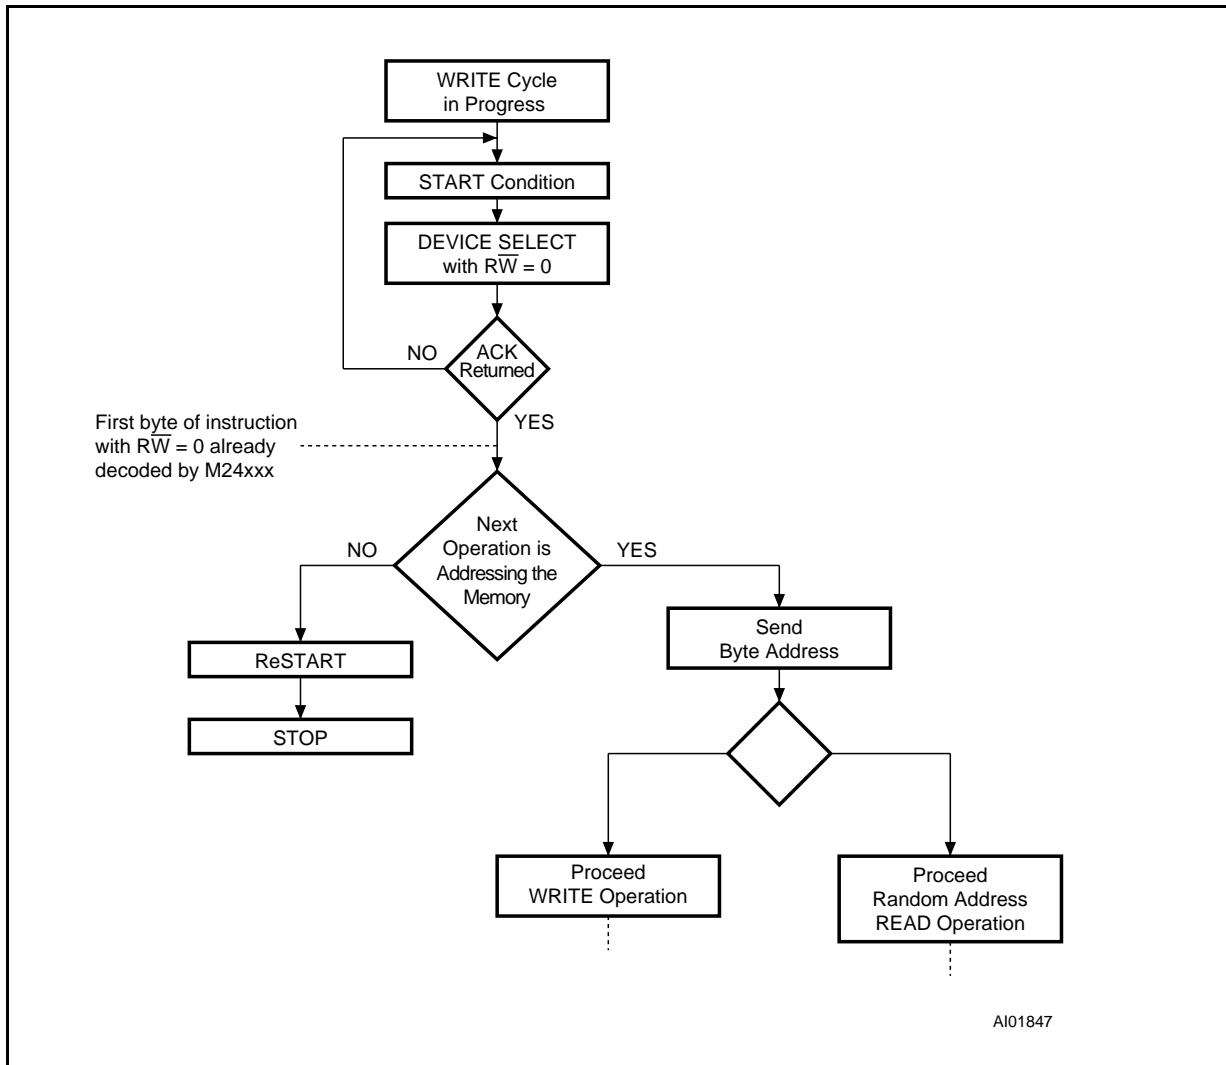 WRITE Cycle
in Progress
START Condition
DEVICE SELECT
with RW̅ = 0
NO
ACK
Returned
YES
First byte of instruction
with RW̅ = 0 already
decoded by M24xxx
NO
Next
Operation is
Addressing the
Memory
YES
Send
Byte Address
ReSTART
STOP
Proceed
WRITE Operation
Proceed
Random Address
READ Operation
AI01847